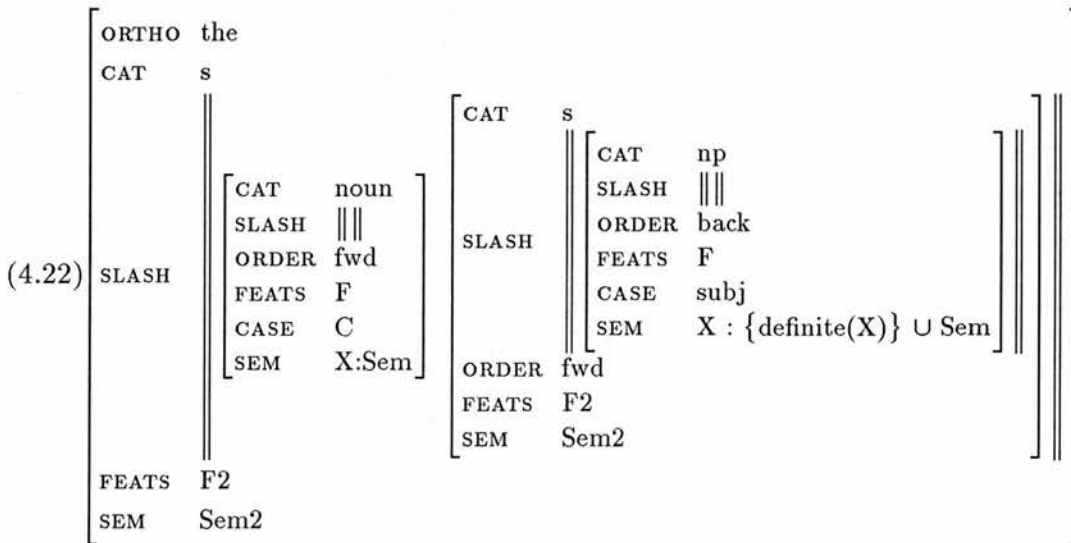 ORTHO the
CAT s
CAT s
CAT np
CAT noun
SLASH ‖ ‖
SLASH ‖ ‖
SLASH
ORDER back
ORDER fwd
FEATS F
(4.22) SLASH
FEATS F
CASE subj
CASE C
SEM X : {definite(X)} ∪ Sem
SEM X:Sem
ORDER fwd
FEATS F2
SEM Sem2
FEATS F2
SEM Sem2